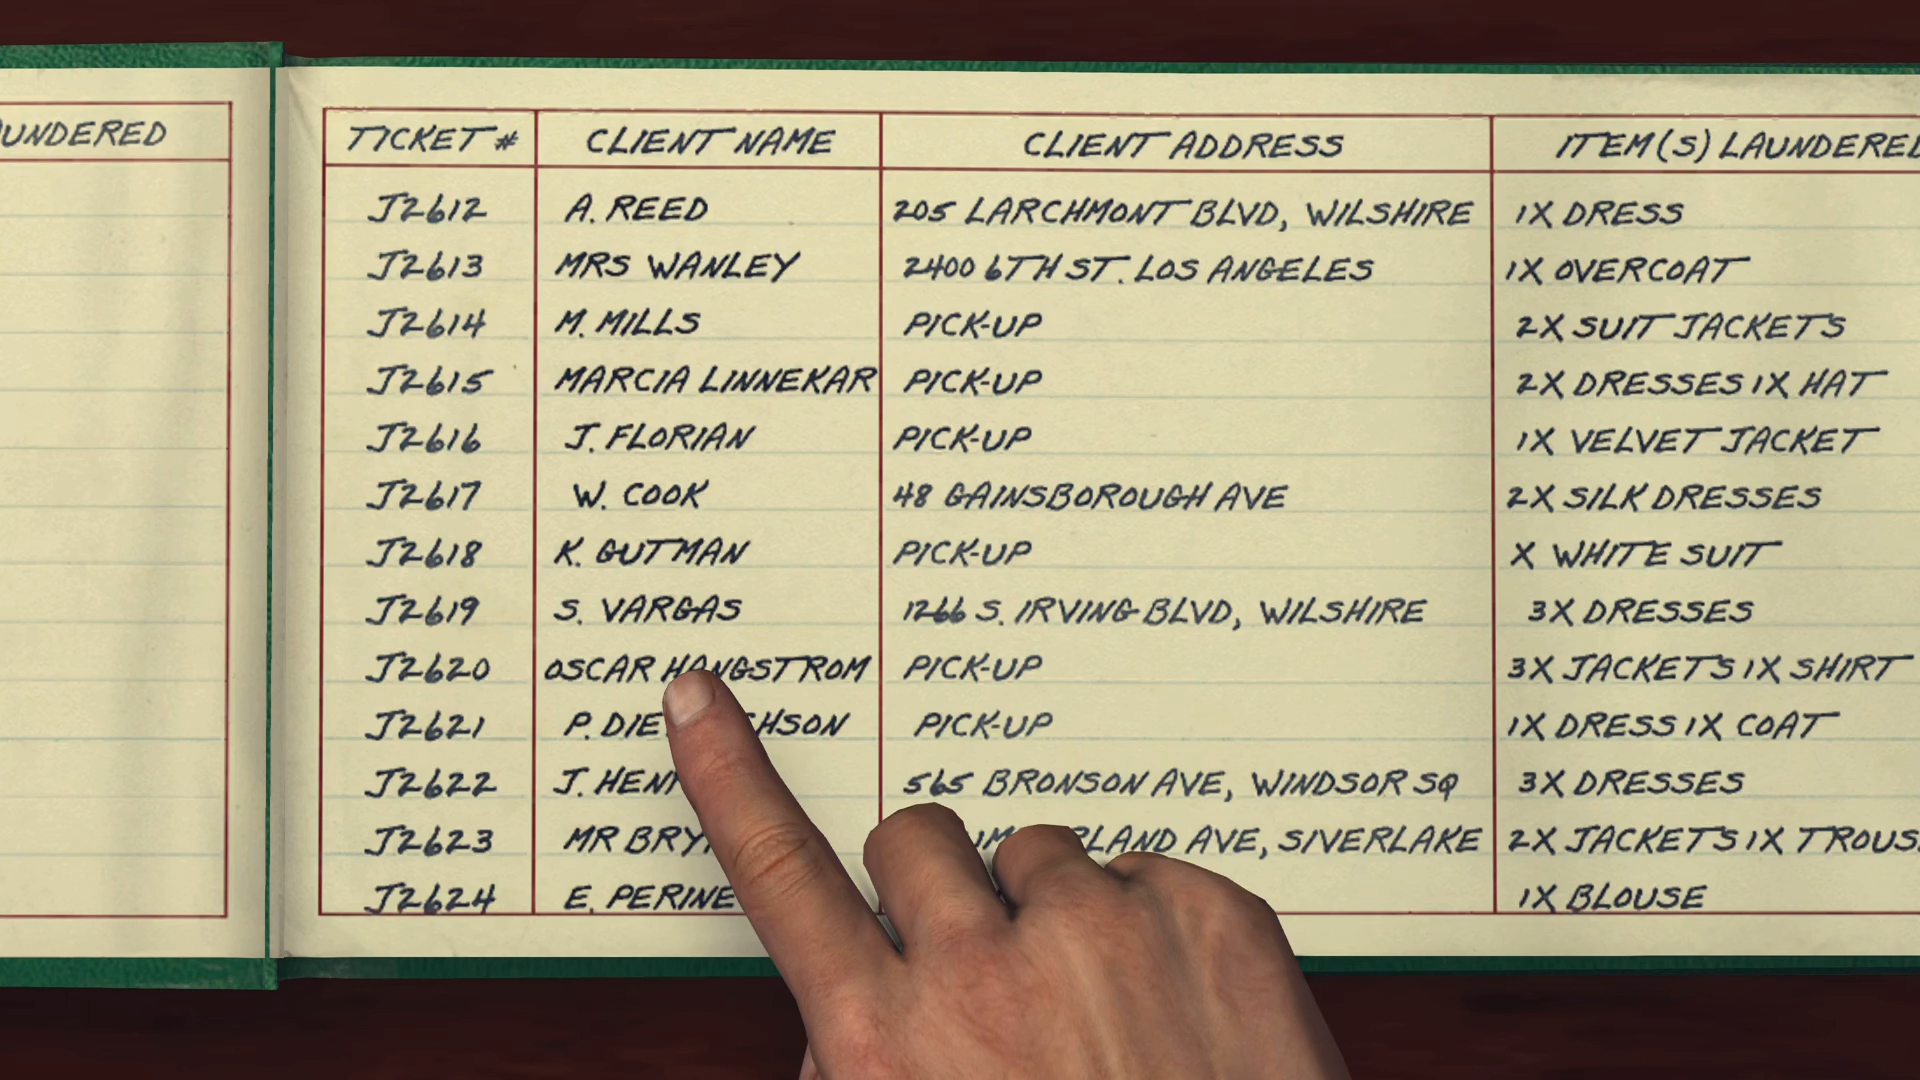 UNDERED
TICKET # CLIENT NAME CLIENT ADDRESS ITEM(S) LAUNDERED
J2612 A. REED 205 LARCHMONT BLVD, WILSHIRE 1X DRESS
J2613 MRS WANLEY 2400 6TH ST. LOS ANGELES 1X OVERCOAT
J2614 M. MILLS PICK-UP 2X SUIT JACKETS
J2615 MARCIA LINNEKAR PICK-UP 2X DRESSES 1X HAT
J2616 J. FLORIAN PICK-UP 1X VELVET JACKET
J2617 W. COOK 48 GAINSBOROUGH AVE 2X SILK DRESSES
J2618 K. GUTMAN PICK-UP X WHITE SUIT
J2619 S. VARGAS 1266 S. IRVING BLVD, WILSHIRE 3X DRESSES
J2620 OSCAR HANGSTROM PICK-UP 3X JACKETS 1X SHIRT
J2621 P. PICK-UP 1X DRESS 1X COAT
J2622 J. 565 BRONSON AVE, WINDSOR SQ 3X DRESSES
J2623 MR AVE, SIVERLAKE 2X JACKETS 1X TROUS
J2624 E. PERINE 1X BLOUSE